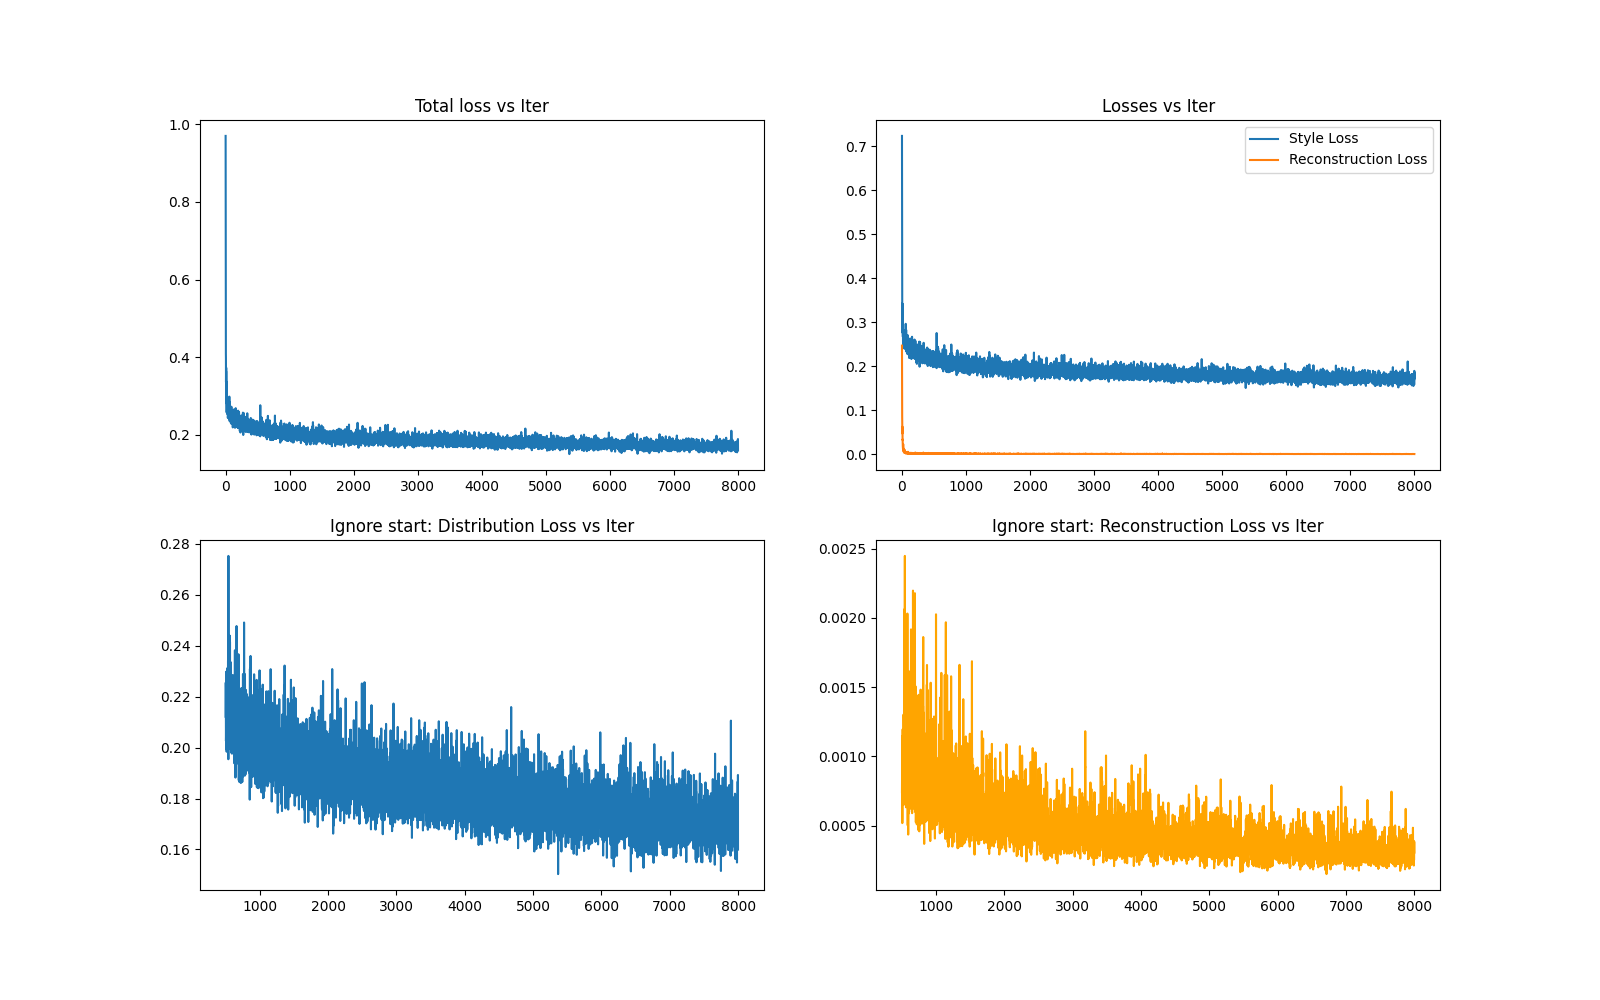 Total loss vs Iter
1.0
0.8
0.6
0.4
0.2
0 1000 2000 3000 4000 5000 6000 7000 8000
Losses vs Iter
Style Loss
Reconstruction Loss
0.7
0.6
0.5
0.4
0.3
0.2
0.1
0.0
0 1000 2000 3000 4000 5000 6000 7000 8000
Ignore start: Distribution Loss vs Iter
0.28
0.26
0.24
0.22
0.20
0.18
0.16
1000 2000 3000 4000 5000 6000 7000 8000
Ignore start: Reconstruction Loss vs Iter
0.0025
0.0020
0.0015
0.0010
0.0005
1000 2000 3000 4000 5000 6000 7000 8000